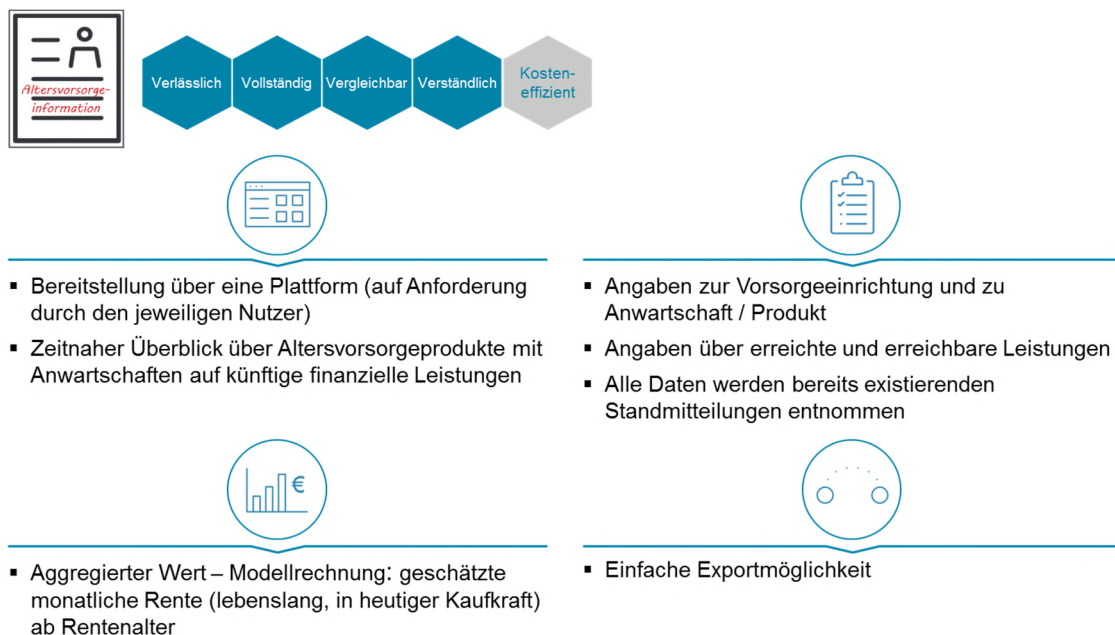 Altersvorsorge-
information
Verlässlich
Vollständig
Vergleichbar
Verständlich
Kosten-
effizient
▪ Bereitstellung über eine Plattform (auf Anforderung
durch den jeweiligen Nutzer)
▪ Zeitnaher Überblick über Altersvorsorgeprodukte mit
Anwartschaften auf künftige finanzielle Leistungen
▪ Angaben zur Vorsorgeeinrichtung und zu
Anwartschaft / Produkt
▪ Angaben über erreichte und erreichbare Leistungen
▪ Alle Daten werden bereits existierenden
Standmitteilungen entnommen
€
▪ Aggregierter Wert – Modellrechnung: geschätzte
monatliche Rente (lebenslang, in heutiger Kaufkraft)
ab Rentenalter
▪ Einfache Exportmöglichkeit